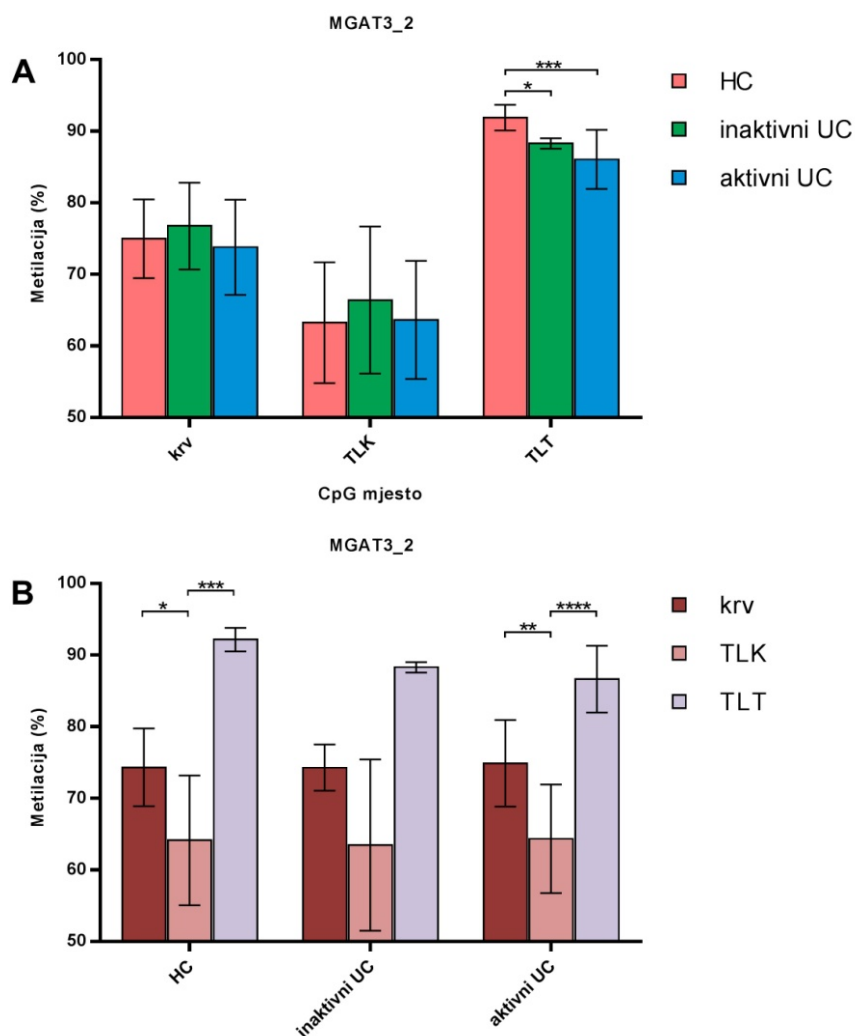 MGAT3_2
A
100
90
80
70
60
50
Metilacija (%)
***
*
HC
inaktivni UC
aktivni UC
krv
TLK
TLT
CpG mjesto
MGAT3_2
B
100
90
80
70
60
50
Metilacija (%)
*
***
**
****
krv
TLK
TLT
HC
inaktivni UC
aktivni UC